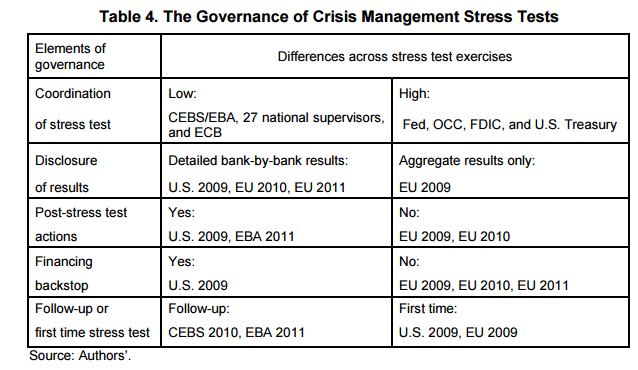 Table 4. The Governance of Crisis Management Stress Tests
Elements of governance
Differences across stress test exercises
Coordination of stress test
Low:
CEBS/EBA, 27 national supervisors, and ECB
High:
Fed, OCC, FDIC, and U.S. Treasury
Disclosure of results
Detailed bank-by-bank results:
U.S. 2009, EU 2010, EU 2011
Aggregate results only:
EU 2009
Post-stress test actions
Yes:
U.S. 2009, EBA 2011
No:
EU 2009, EU 2010
Financing backstop
Yes:
U.S. 2009
No:
EU 2009, EU 2010, EU 2011
Follow-up or first time stress test
Follow-up:
CEBS 2010, EBA 2011
First time:
U.S. 2009, EU 2009
Source: Authors'.